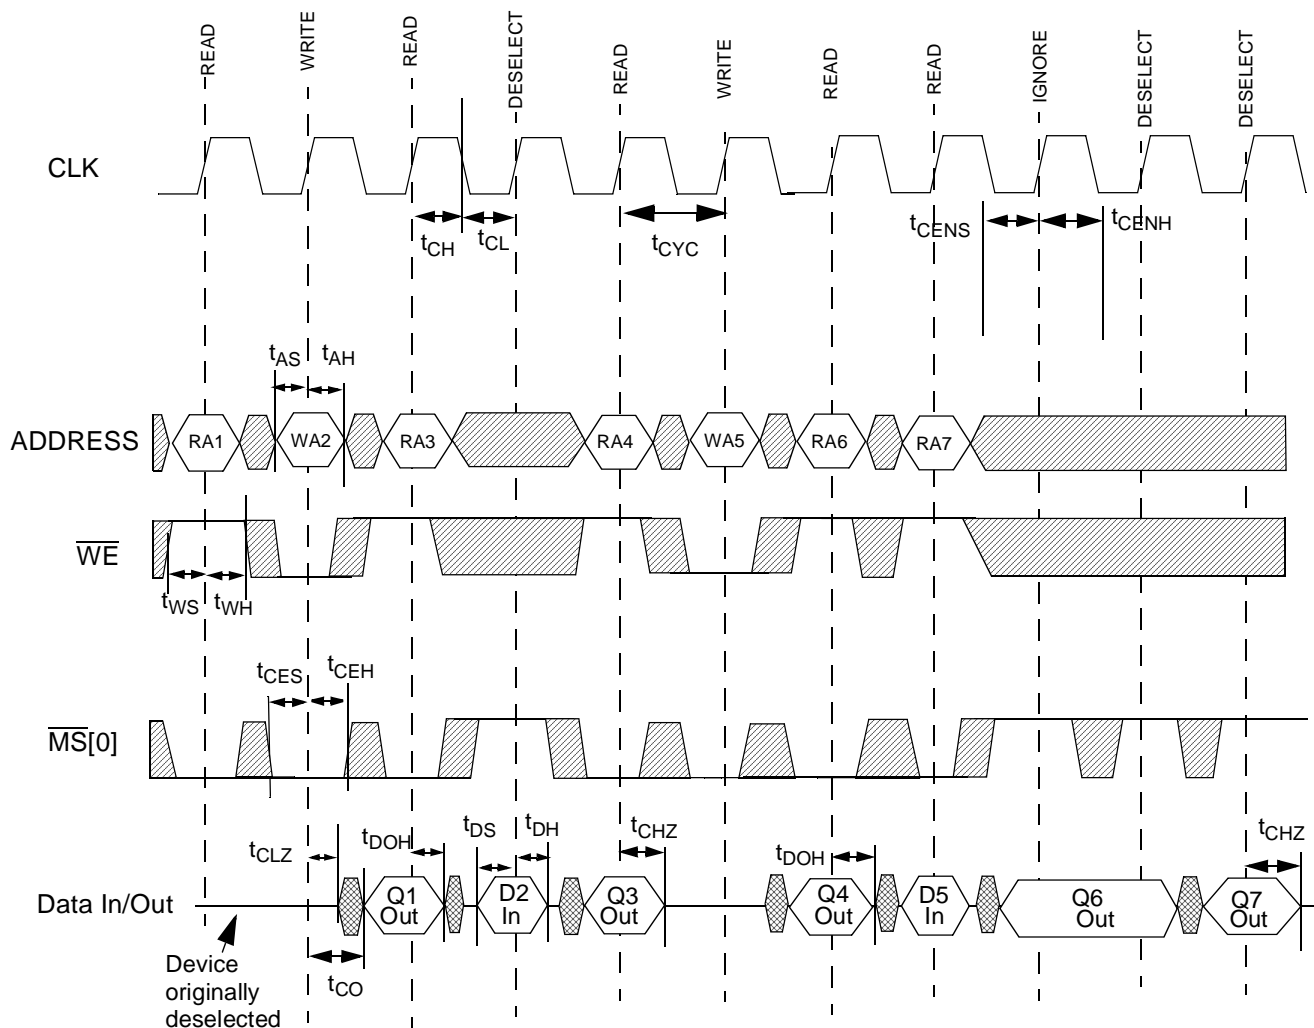 READ
WRITE
READ
DESELECT
READ
WRITE
READ
READ
IGNORE
DESELECT
DESELECT
CLK
tCH
tCL
tCYC
tCENS
tCENH
tAS
tAH
ADDRESS
RA1
WA2
RA3
RA4
WA5
RA6
RA7
WE
tWS
tWH
tCES
tCEH
MS[0]
tCLZ
tDOH
tDS
tDH
tCHZ
tDOH
tCHZ
Data In/Out
Q1
Out
D2
In
Q3
Out
Q4
Out
D5
In
Q6
Out
Q7
Out
tCO
Device
originally
deselected